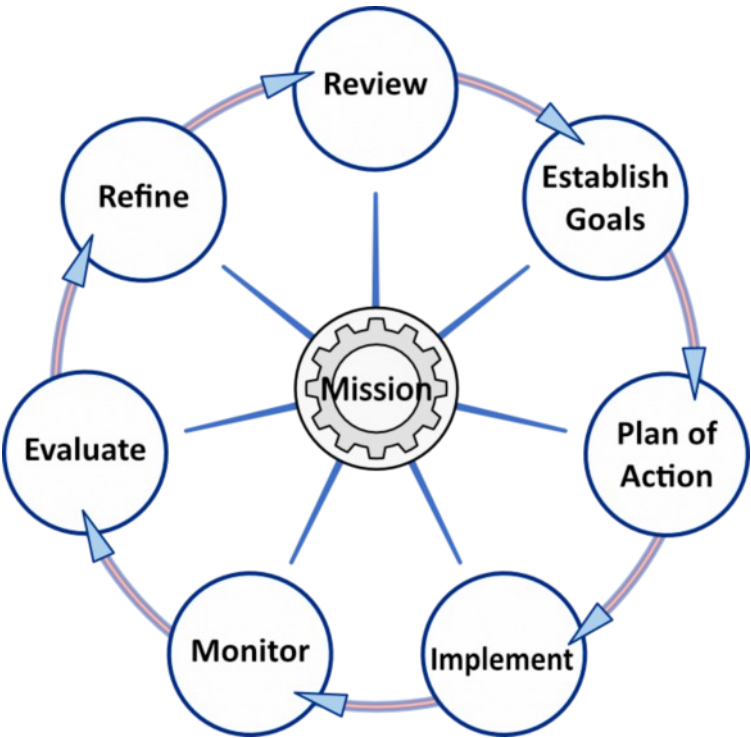 Review
Establish
Goals
Plan of
Action
Implement
Monitor
Evaluate
Refine
Mission